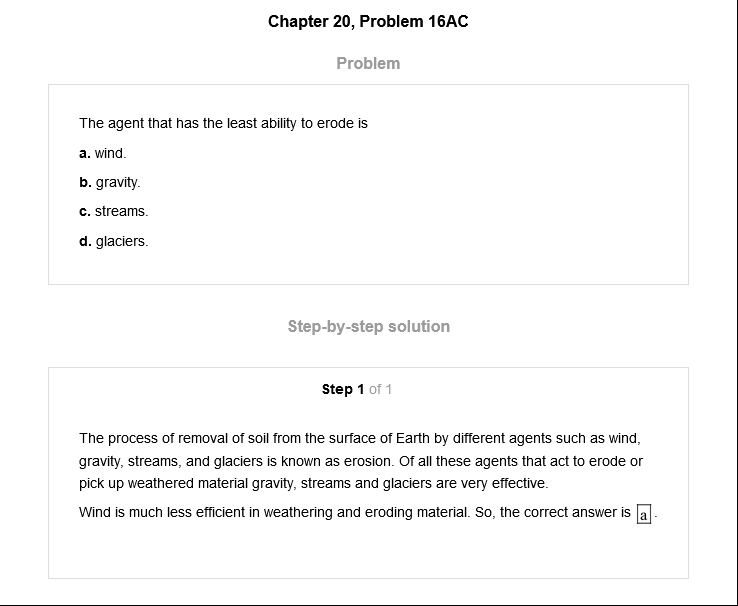 Chapter 20, Problem 16AC
Problem
The agent that has the least ability to erode is
a. wind.
b. gravity.
c. streams.
d. glaciers.
Step-by-step solution
Step 1 of 1
The process of removal of soil from the surface of Earth by different agents such as wind,
gravity, streams, and glaciers is known as erosion. Of all these agents that act to erode or
pick up weathered material gravity, streams and glaciers are very effective.
Wind is much less efficient in weathering and eroding material. So, the correct answer is a .